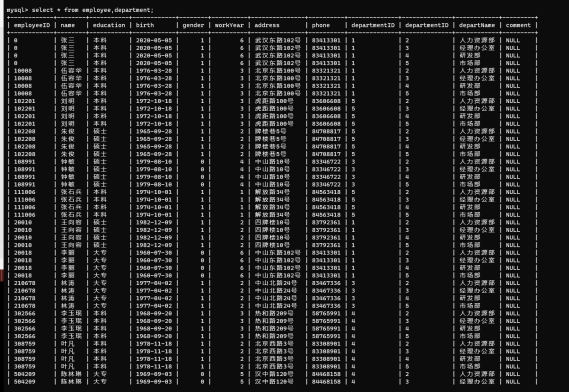 mysql> select * from employee,department;
| employeeID | name | education | birth | gender | workYear | address | phone | departmentID | departmentID | departName | comment |
| 0 | 张三 | 本科 | 2020-05-05 | 1 | 6 | 武汉东路102号 | 83413301 | 1 | 2 | 人力资源部 | NULL |
| 0 | 张三 | 本科 | 2020-05-05 | 1 | 6 | 武汉东路102号 | 83413301 | 1 | 3 | 经理办公室 | NULL |
| 0 | 张三 | 本科 | 2020-05-05 | 1 | 6 | 武汉东路102号 | 83413301 | 1 | 4 | 研发部 | NULL |
| 0 | 张三 | 本科 | 2020-05-05 | 1 | 6 | 武汉东路102号 | 83413301 | 1 | 5 | 市场部 | NULL |
| 10008 | 伍容华 | 本科 | 1976-03-28 | 1 | 3 | 北京东路100号 | 83321321 | 1 | 2 | 人力资源部 | NULL |
| 10008 | 伍容华 | 本科 | 1976-03-28 | 1 | 3 | 北京东路100号 | 83321321 | 1 | 3 | 经理办公室 | NULL |
| 10008 | 伍容华 | 本科 | 1976-03-28 | 1 | 3 | 北京东路100号 | 83321321 | 1 | 4 | 研发部 | NULL |
| 10008 | 伍容华 | 本科 | 1976-03-28 | 1 | 3 | 北京东路100号 | 83321321 | 1 | 5 | 市场部 | NULL |
| 102201 | 刘明 | 本科 | 1972-10-18 | 1 | 3 | 虎距路100号 | 83606608 | 5 | 2 | 人力资源部 | NULL |
| 102201 | 刘明 | 本科 | 1972-10-18 | 1 | 3 | 虎距路100号 | 83606608 | 5 | 3 | 经理办公室 | NULL |
| 102201 | 刘明 | 本科 | 1972-10-18 | 1 | 3 | 虎距路100号 | 83606608 | 5 | 4 | 研发部 | NULL |
| 102201 | 刘明 | 本科 | 1972-10-18 | 1 | 3 | 虎距路100号 | 83606608 | 5 | 5 | 市场部 | NULL |
| 102208 | 朱俊 | 硕士 | 1965-09-28 | 1 | 2 | 牌楼巷5号 | 84708817 | 5 | 2 | 人力资源部 | NULL |
| 102208 | 朱俊 | 硕士 | 1965-09-28 | 1 | 2 | 牌楼巷5号 | 84708817 | 5 | 3 | 经理办公室 | NULL |
| 102208 | 朱俊 | 硕士 | 1965-09-28 | 1 | 2 | 牌楼巷5号 | 84708817 | 5 | 4 | 研发部 | NULL |
| 102208 | 朱俊 | 硕士 | 1965-09-28 | 1 | 2 | 牌楼巷5号 | 84708817 | 5 | 5 | 市场部 | NULL |
| 108991 | 钟敏 | 硕士 | 1979-08-10 | 0 | 4 | 中山路10号 | 83346722 | 3 | 2 | 人力资源部 | NULL |
| 108991 | 钟敏 | 硕士 | 1979-08-10 | 0 | 4 | 中山路10号 | 83346722 | 3 | 3 | 经理办公室 | NULL |
| 108991 | 钟敏 | 硕士 | 1979-08-10 | 0 | 4 | 中山路10号 | 83346722 | 3 | 4 | 研发部 | NULL |
| 108991 | 钟敏 | 硕士 | 1979-08-10 | 0 | 4 | 中山路10号 | 83346722 | 3 | 5 | 市场部 | NULL |
| 111006 | 张石兵 | 本科 | 1974-10-01 | 1 | 1 | 解放路34号 | 84563418 | 5 | 2 | 人力资源部 | NULL |
| 111006 | 张石兵 | 本科 | 1974-10-01 | 1 | 1 | 解放路34号 | 84563418 | 5 | 3 | 经理办公室 | NULL |
| 111006 | 张石兵 | 本科 | 1974-10-01 | 1 | 1 | 解放路34号 | 84563418 | 5 | 4 | 研发部 | NULL |
| 111006 | 张石兵 | 本科 | 1974-10-01 | 1 | 1 | 解放路34号 | 84563418 | 5 | 5 | 市场部 | NULL |
| 20010 | 王向容 | 硕士 | 1982-12-09 | 1 | 2 | 四牌楼10号 | 83792361 | 1 | 2 | 人力资源部 | NULL |
| 20010 | 王向容 | 硕士 | 1982-12-09 | 1 | 2 | 四牌楼10号 | 83792361 | 1 | 3 | 经理办公室 | NULL |
| 20010 | 王向容 | 硕士 | 1982-12-09 | 1 | 2 | 四牌楼10号 | 83792361 | 1 | 4 | 研发部 | NULL |
| 20010 | 王向容 | 硕士 | 1982-12-09 | 1 | 2 | 四牌楼10号 | 83792361 | 1 | 5 | 市场部 | NULL |
| 20018 | 李丽 | 大专 | 1960-07-30 | 0 | 6 | 中山东路102号 | 83413301 | 1 | 2 | 人力资源部 | NULL |
| 20018 | 李丽 | 大专 | 1960-07-30 | 0 | 6 | 中山东路102号 | 83413301 | 1 | 3 | 经理办公室 | NULL |
| 20018 | 李丽 | 大专 | 1960-07-30 | 0 | 6 | 中山东路102号 | 83413301 | 1 | 4 | 研发部 | NULL |
| 20018 | 李丽 | 大专 | 1960-07-30 | 0 | 6 | 中山东路102号 | 83413301 | 1 | 5 | 市场部 | NULL |
| 210678 | 林涛 | 大专 | 1977-04-02 | 1 | 2 | 中山北路24号 | 83467336 | 3 | 2 | 人力资源部 | NULL |
| 210678 | 林涛 | 大专 | 1977-04-02 | 1 | 2 | 中山北路24号 | 83467336 | 3 | 3 | 经理办公室 | NULL |
| 210678 | 林涛 | 大专 | 1977-04-02 | 1 | 2 | 中山北路24号 | 83467336 | 3 | 4 | 研发部 | NULL |
| 210678 | 林涛 | 大专 | 1977-04-02 | 1 | 2 | 中山北路24号 | 83467336 | 3 | 5 | 市场部 | NULL |
| 302566 | 李玉珉 | 本科 | 1968-09-20 | 1 | 3 | 热和路209号 | 58765991 | 4 | 2 | 人力资源部 | NULL |
| 302566 | 李玉珉 | 本科 | 1968-09-20 | 1 | 3 | 热和路209号 | 58765991 | 4 | 3 | 经理办公室 | NULL |
| 302566 | 李玉珉 | 本科 | 1968-09-20 | 1 | 3 | 热和路209号 | 58765991 | 4 | 4 | 研发部 | NULL |
| 302566 | 李玉珉 | 本科 | 1968-09-20 | 1 | 3 | 热和路209号 | 58765991 | 4 | 5 | 市场部 | NULL |
| 308759 | 叶凡 | 本科 | 1978-11-18 | 1 | 2 | 北京西路3号 | 83308901 | 4 | 2 | 人力资源部 | NULL |
| 308759 | 叶凡 | 本科 | 1978-11-18 | 1 | 2 | 北京西路3号 | 83308901 | 4 | 3 | 经理办公室 | NULL |
| 308759 | 叶凡 | 本科 | 1978-11-18 | 1 | 2 | 北京西路3号 | 83308901 | 4 | 4 | 研发部 | NULL |
| 308759 | 叶凡 | 本科 | 1978-11-18 | 1 | 2 | 北京西路3号 | 83308901 | 4 | 5 | 市场部 | NULL |
| 504209 | 陈林琳 | 大专 | 1969-09-03 | 0 | 5 | 汉中路120号 | 84468158 | 4 | 2 | 人力资源部 | NULL |
| 504209 | 陈林琳 | 大专 | 1969-09-03 | 0 | 5 | 汉中路120号 | 84468158 | 4 | 3 | 经理办公室 | NULL |